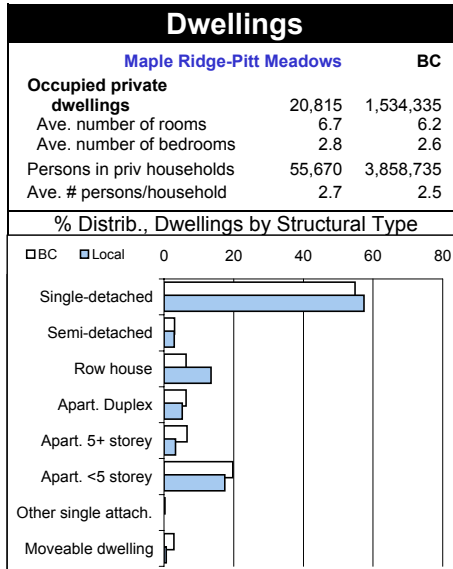 Dwellings
Maple Ridge-Pitt Meadows BC
Occupied private
dwellings 20,815 1,534,335
Ave. number of rooms 6.7 6.2
Ave. number of bedrooms 2.8 2.6
Persons in priv households 55,670 3,858,735
Ave. # persons/household 2.7 2.5
% Distrib., Dwellings by Structural Type
BC Local 0 20 40 60 80
Single-detached
Semi-detached
Row house
Apart. Duplex
Apart. 5+ storey
Apart. <5 storey
Other single attach.
Moveable dwelling